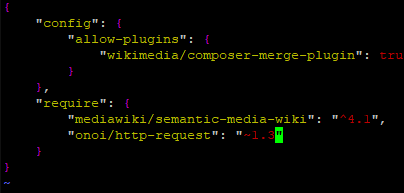 {
    "config": {
        "allow-plugins": {
            "wikimedia/composer-merge-plugin": tru
        }
    },
    "require": {
        "mediawiki/semantic-media-wiki": "^4.1",
        "onoi/http-request": "~1.3"
    }
}
~